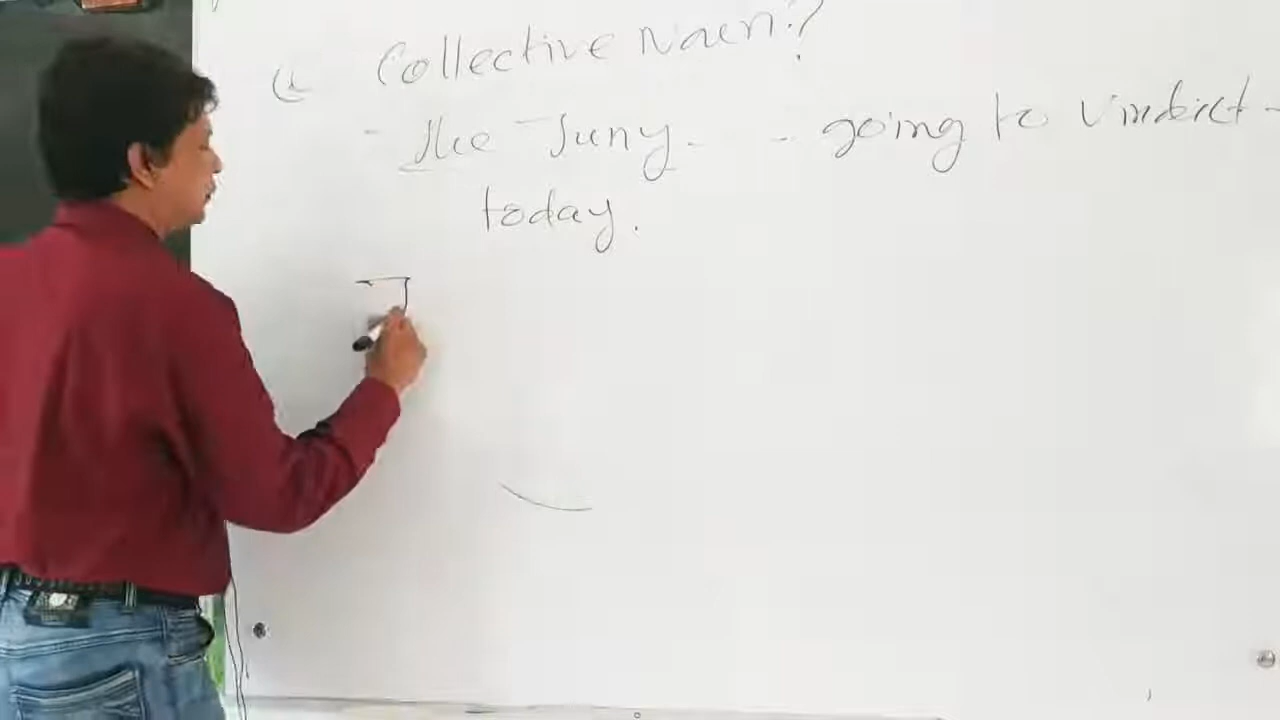 Collective Noun?
- The Jury. .. going to Vindict -
today.